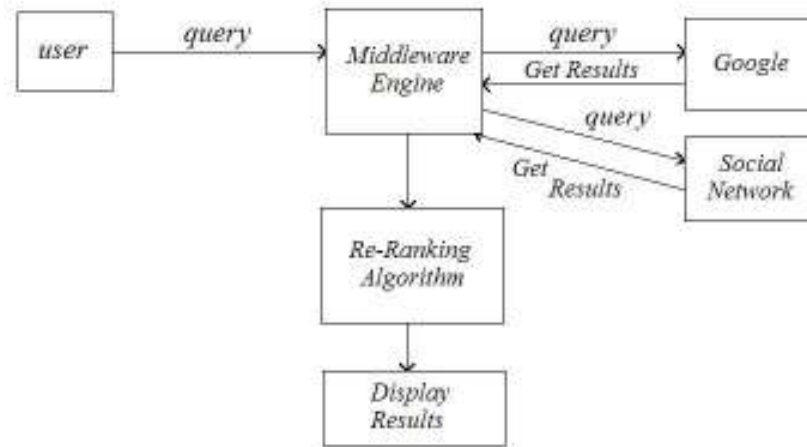 user
query
Middleware
Engine
query
Get Results
Google
query
Get
Results
Social
Network
Re-Ranking
Algorithm
Display
Results